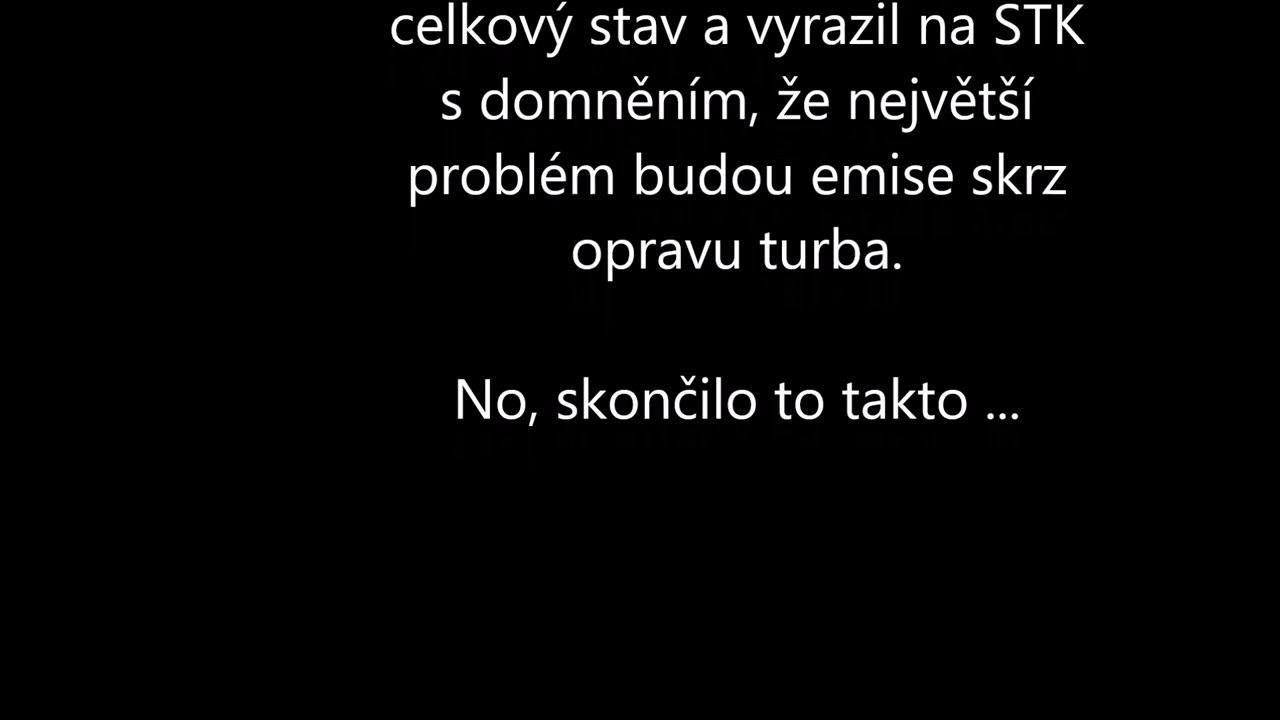 celkový stav a vyrazil na STK
s domněním, že největší
problém budou emise skrz
opravu turba.
No, skončilo to takto ...